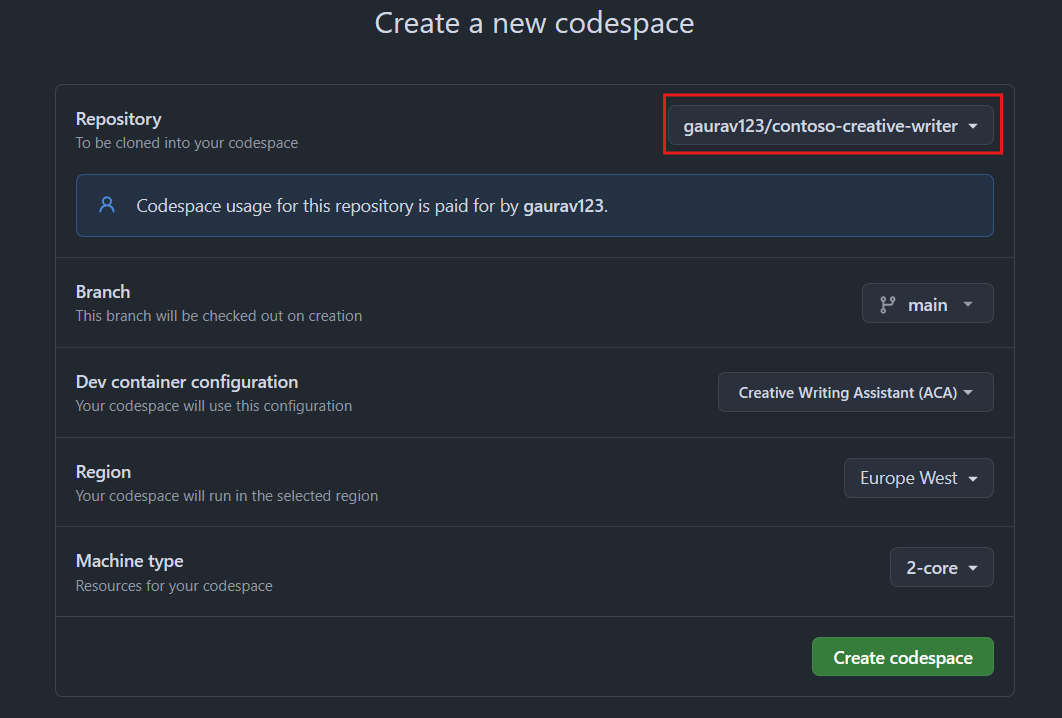 Create a new codespace
Repository
To be cloned into your codespace
gaurav123/contoso-creative-writer
Codespace usage for this repository is paid for by gaurav123.
Branch
This branch will be checked out on creation
main
Dev container configuration
Your codespace will use this configuration
Creative Writing Assistant (ACA)
Region
Your codespace will run in the selected region
Europe West
Machine type
Resources for your codespace
2-core
Create codespace